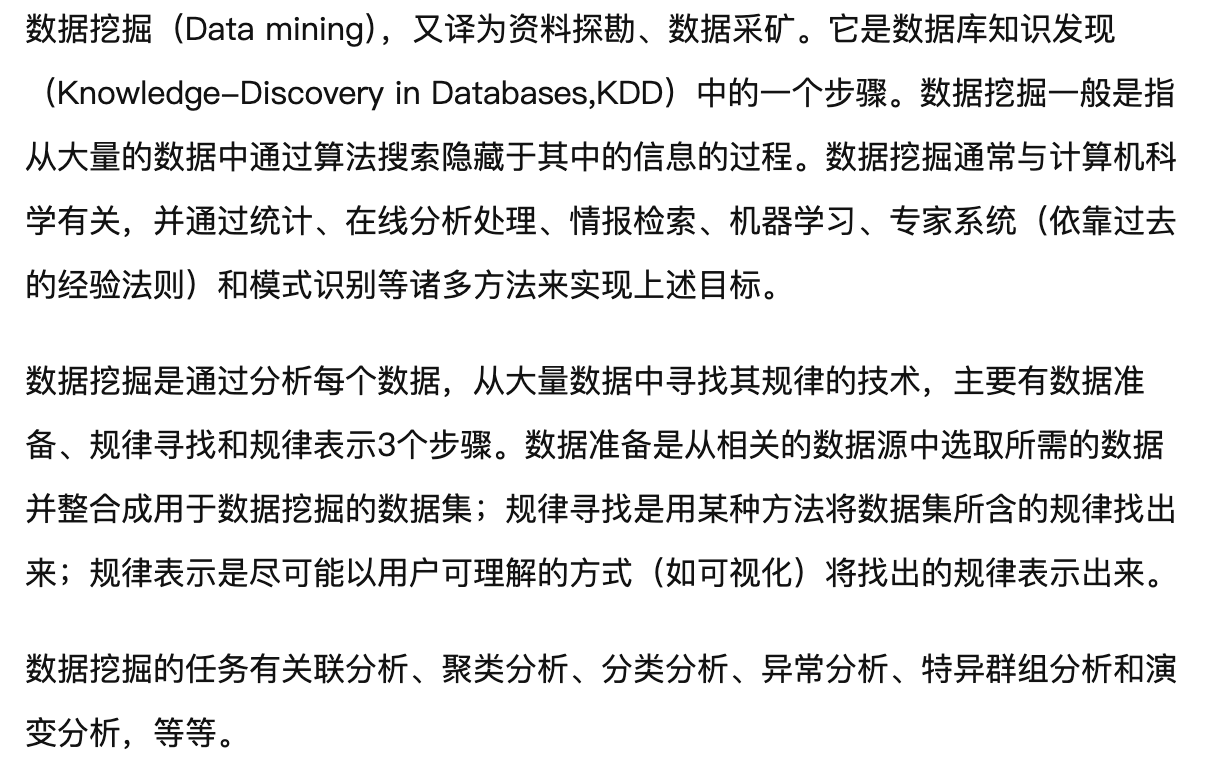 数据挖掘（Data mining），又译为资料探勘、数据采矿。它是数据库知识发现
（Knowledge-Discovery in Databases,KDD）中的一个步骤。数据挖掘一般是指
从大量的数据中通过算法搜索隐藏于其中的信息的过程。数据挖掘通常与计算机科
学有关，并通过统计、在线分析处理、情报检索、机器学习、专家系统（依靠过去
的经验法则）和模式识别等诸多方法来实现上述目标。
数据挖掘是通过分析每个数据，从大量数据中寻找其规律的技术，主要有数据准
备、规律寻找和规律表示3个步骤。数据准备是从相关的数据源中选取所需的数据
并整合成用于数据挖掘的数据集；规律寻找是用某种方法将数据集所含的规律找出
来；规律表示是尽可能以用户可理解的方式（如可视化）将找出的规律表示出来。
数据挖掘的任务有关联分析、聚类分析、分类分析、异常分析、特异群组分析和演
变分析，等等。